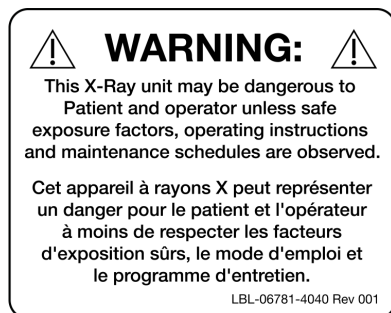 WARNING:
This X-Ray unit may be dangerous to
Patient and operator unless safe
exposure factors, operating instructions
and maintenance schedules are observed.
Cet appareil à rayons X peut représenter
un danger pour le patient et l'opérateur
à moins de respecter les facteurs
d'exposition sûrs, le mode d'emploi et
le programme d'entretien.
LBL-06781-4040 Rev 001